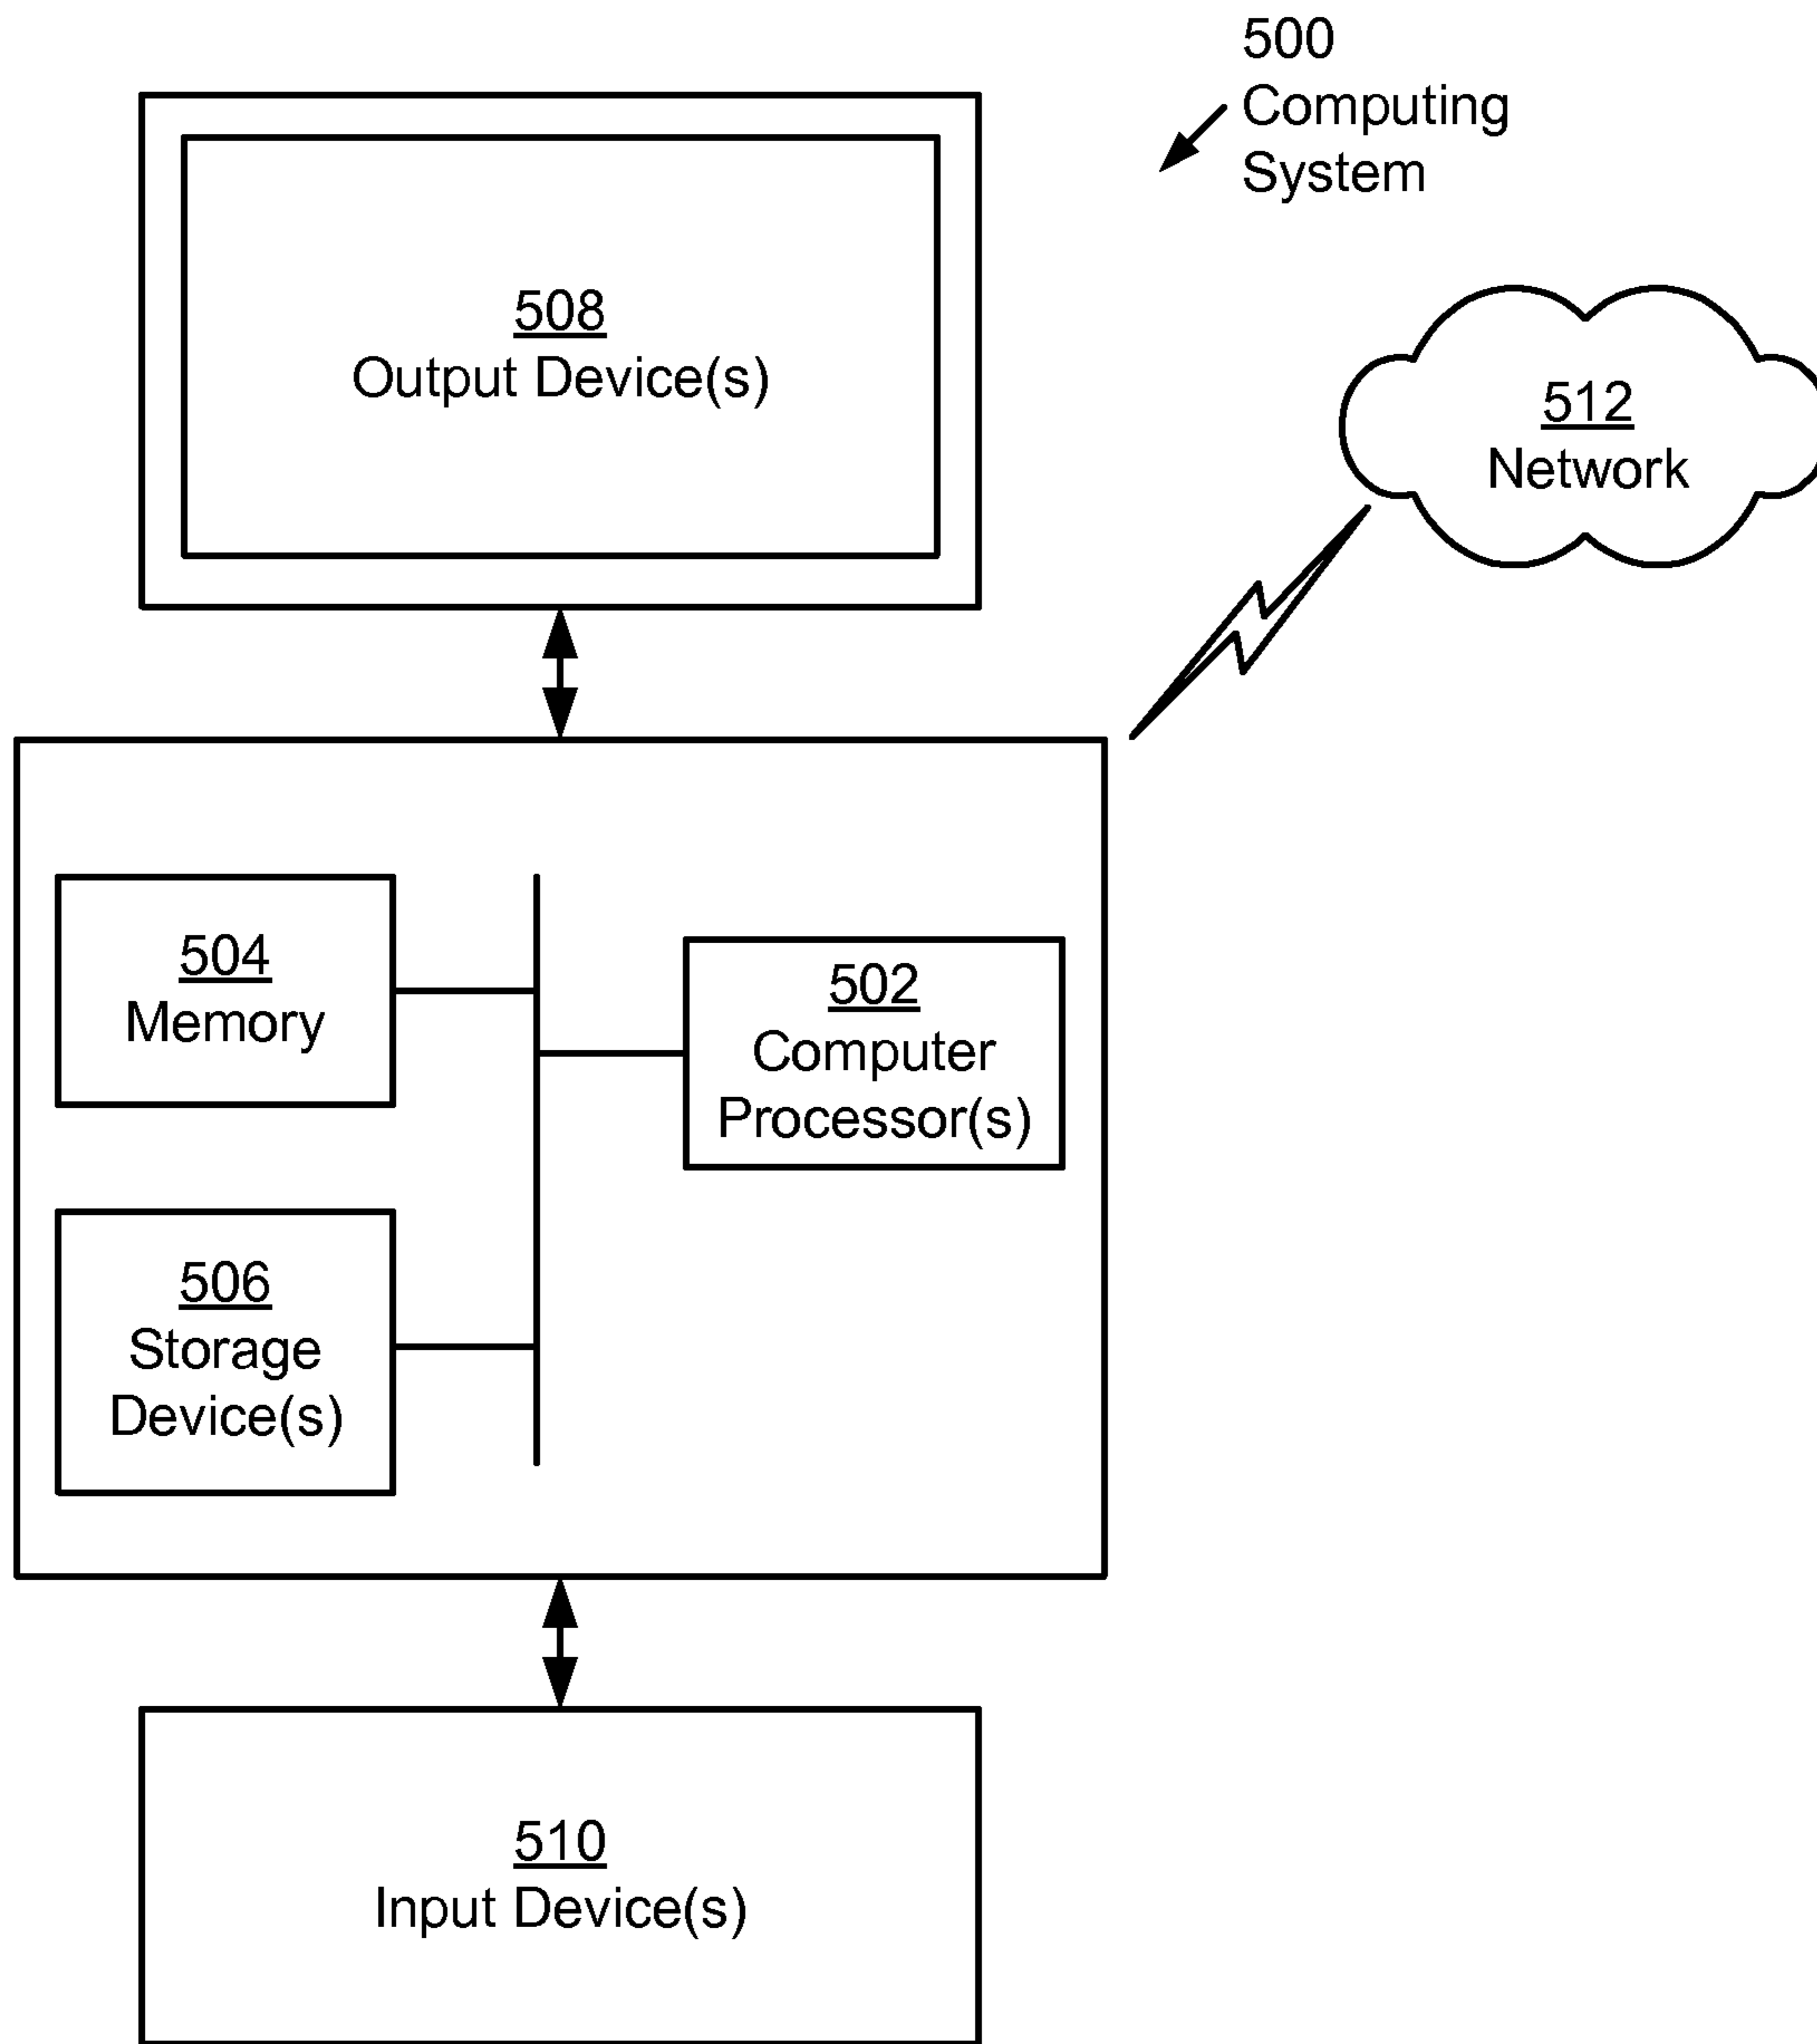 500
Computing
System
508
Output Device(s)
512
Network
504
Memory
502
Computer
Processor(s)
506
Storage
Device(s)
510
Input Device(s)